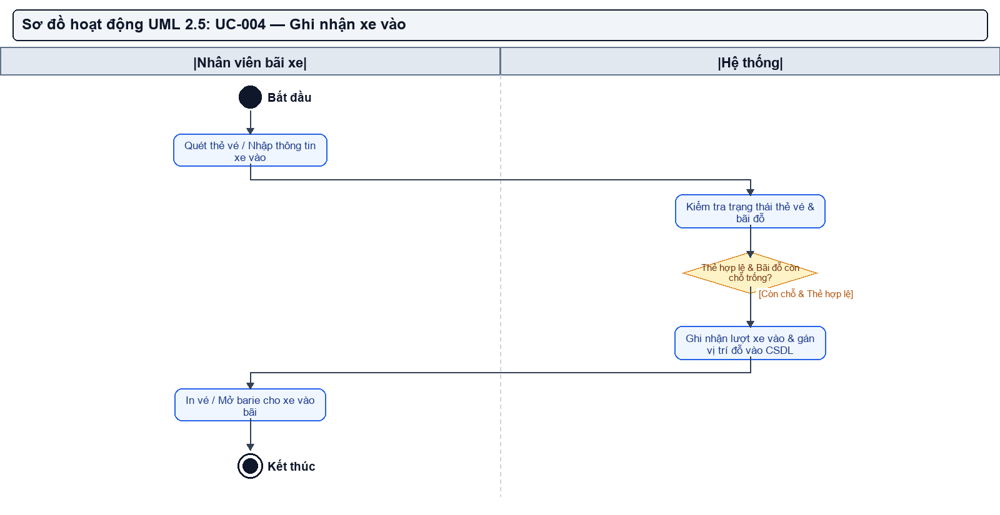 Sơ đồ hoạt động UML 2.5: UC-004 — Ghi nhận xe vào
|Nhân viên bãi xe|
|Hệ thống|
Bắt đầu
Quét thẻ vé / Nhập thông tin
xe vào
Kiểm tra trạng thái thẻ vé &
bãi đỗ
Thẻ hợp lệ & Bãi đỗ còn
chỗ trống?
[Còn chỗ & Thẻ hợp lệ]
Ghi nhận lượt xe vào & gán
vị trí đỗ vào CSDL
In vé / Mở barie cho xe vào
bãi
Kết thúc